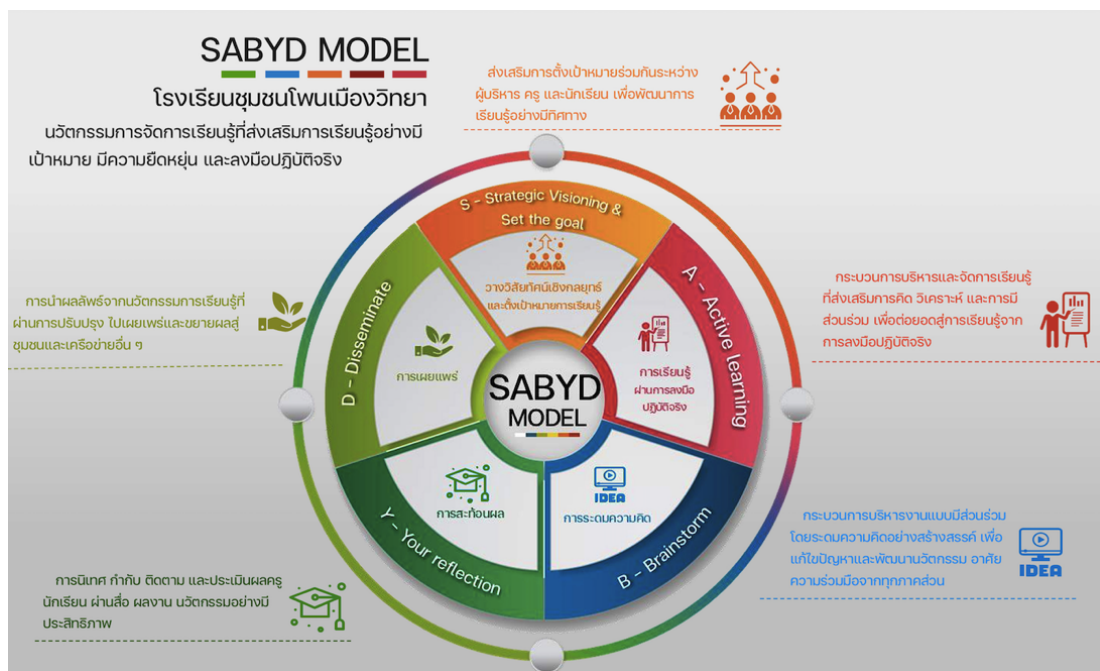 SABYD MODEL
โรงเรียนชุมชนโพนเมืองวิทยา
นวัตกรรมการจัดการเรียนรู้ที่ส่งเสริมการเรียนรู้อย่างมี
เป้าหมาย มีความยืดหยุ่น และลงมือปฏิบัติจริง
ส่งเสริมการตั้งเป้าหมายร่วมกันระหว่าง
ผู้บริหาร ครู และนักเรียน เพื่อพัฒนาการ
เรียนรู้อย่างมีทิศทาง
S - Strategic Visioning &
Set the goal
วางวิสัยทัศน์เชิงกลยุทธ์
และตั้งเป้าหมายการเรียนรู้
A - Active learning
การเรียนรู้
ผ่านการลงมือ
ปฏิบัติจริง
กระบวนการบริหารและจัดการเรียนรู้
ที่ส่งเสริมการคิด วิเคราะห์ และการมี
ส่วนร่วม เพื่อต่อยอดสู่การเรียนรู้จาก
การลงมือปฏิบัติจริง
การนำผลลัพธ์จากนวัตกรรมการเรียนรู้ที่
ผ่านการปรับปรุง ไปเผยแพร่และขยายผลสู่
ชุมชนและเครือข่ายอื่น ๆ
D - Disseminate
การเผยแพร่
SABYD
MODEL
Y - Your reflection
การสะท้อนผล
IDEA
การระดมความคิด
B - Brainstorm
กระบวนการบริหารงานแบบมีส่วนร่วม
โดยระดมความคิดอย่างสร้างสรรค์ เพื่อ
แก้ไขปัญหาและพัฒนานวัตกรรม อาศัย
ความร่วมมือจากทุกภาคส่วน
IDEA
การนิเทศ กำกับ ติดตาม และประเมินผลครู
นักเรียน ผ่านสื่อ ผลงาน นวัตกรรมอย่างมี
ประสิทธิภาพ